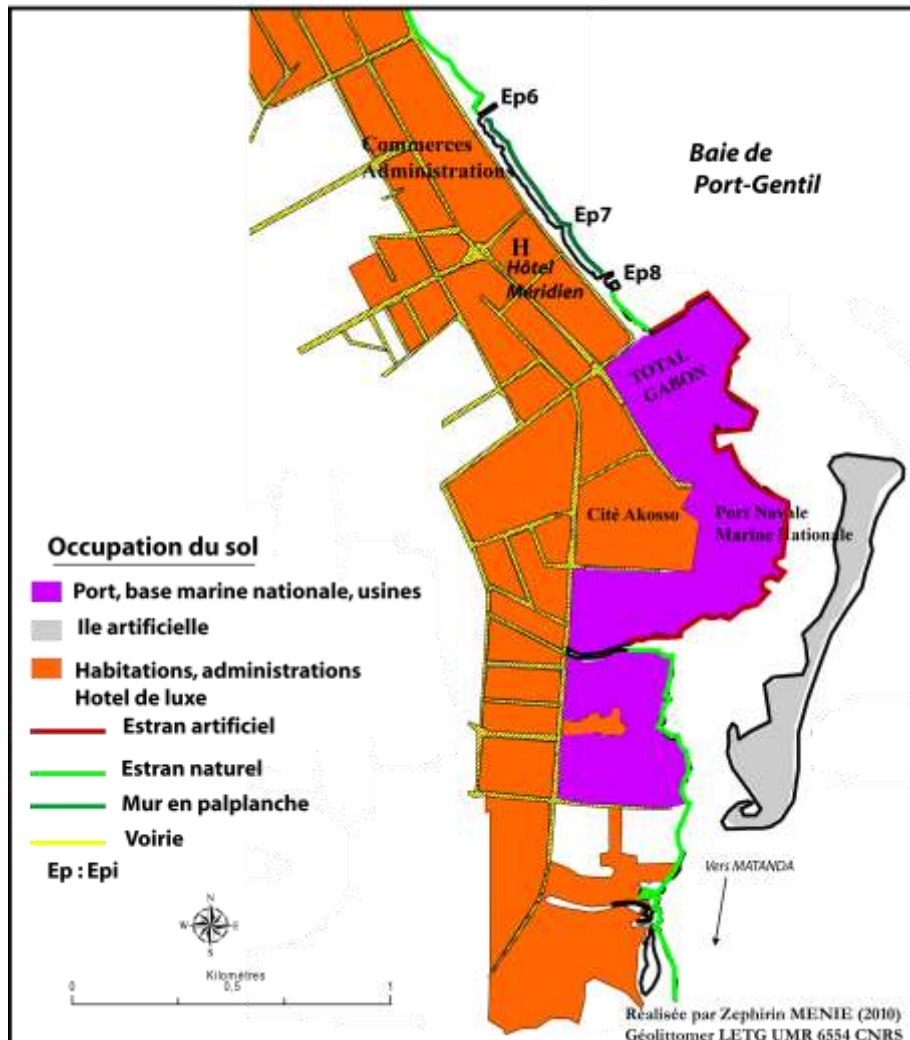 Ep6
Commerces
Administrations
Baie de
Port-Gentil
Ep7
H
Hôtel
Méridien
Ep8
TOTAL
GABON
Cité Akosso
Port Navale
Marine Nationale
Occupation du sol
Port, base marine nationale, usines
Ile artificielle
Habitations, administrations
Hotel de luxe
Estran artificiel
Estran naturel
Mur en palplanche
Voirie
Ep : Epi
Vers MATANDA
N
W E
S
Kilométres
0 0,5 1
Réalisée par Zephirin MENIE (2010)
Géolittomer LETG UMR 6554 CNRS